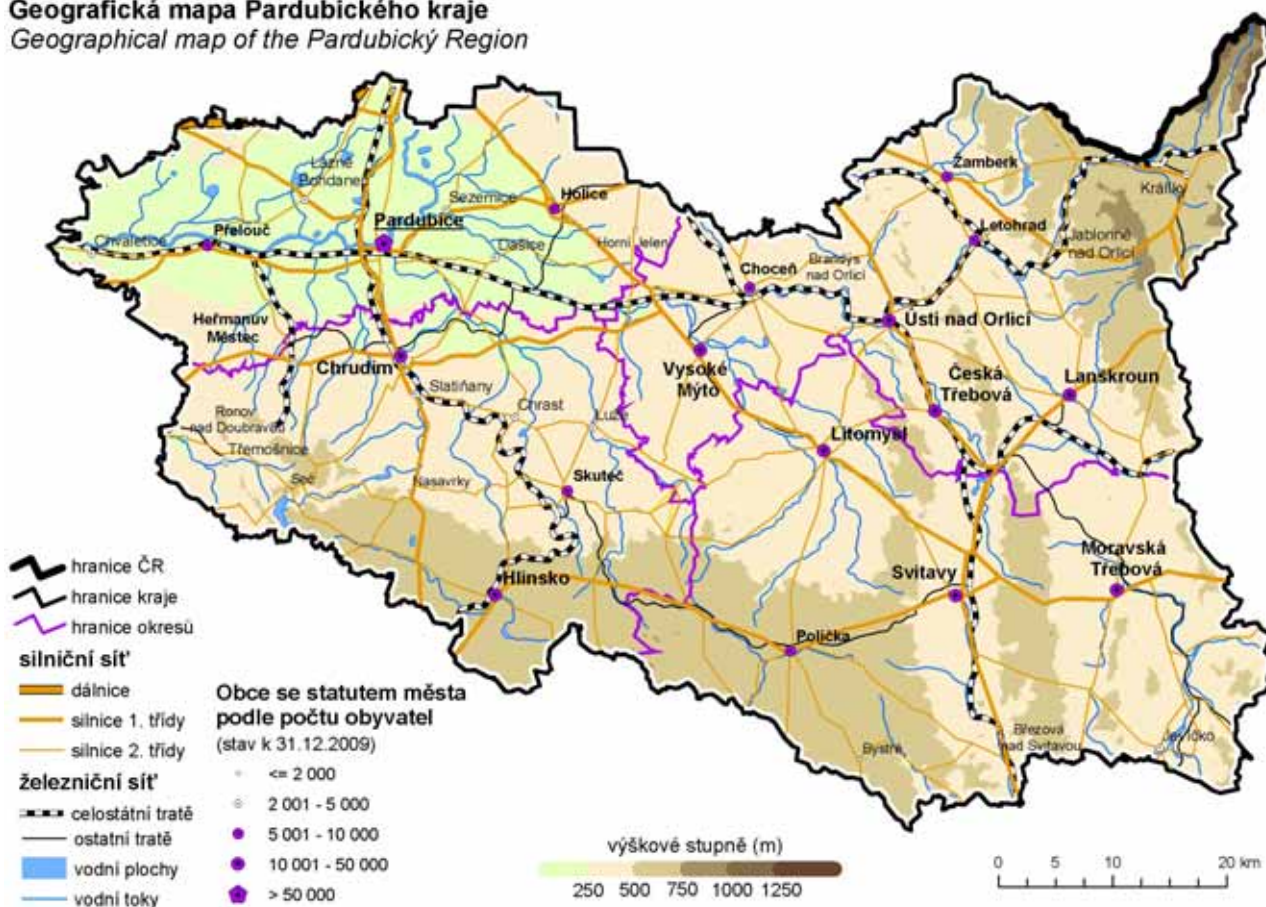 Geografická mapa Pardubického kraje
Geographical map of the Pardubický Region
Lázně
Bohdaneč
Sezemice
Holice
Žamberk
Králíky
Přelouč
Pardubice
Chvaletice
Dašice
Horní Jelení
Letohrad
Jablonné
nad Orlicí
Choceň
Brandýs
nad Orlicí
Heřmanův
Městec
Ústí nad Orlicí
Chrudim
Vysoké
Mýto
Česká
Třebová
Lanškroun
Slatiňany
Chrast
Luže
Ronov
nad Doubravou
Třemošnice
Litomyšl
Seč
Nasavrky
Skuteč
Hlinsko
Svitavy
Moravská
Třebová
Polička
Bystré
Březová
nad Svitavou
Jevíčko
hranice ČR
hranice kraje
hranice okresů
silniční síť
dálnice
silnice 1. třídy
silnice 2. třídy
železniční síť
celostátní tratě
ostatní tratě
vodní plochy
vodní toky
Obce se statutem města
podle počtu obyvatel
(stav k 31.12.2009)
<= 2 000
2 001 - 5 000
5 001 - 10 000
10 001 - 50 000
> 50 000
výškové stupně (m)
250 500 750 1000 1250
0 5 10 20 km